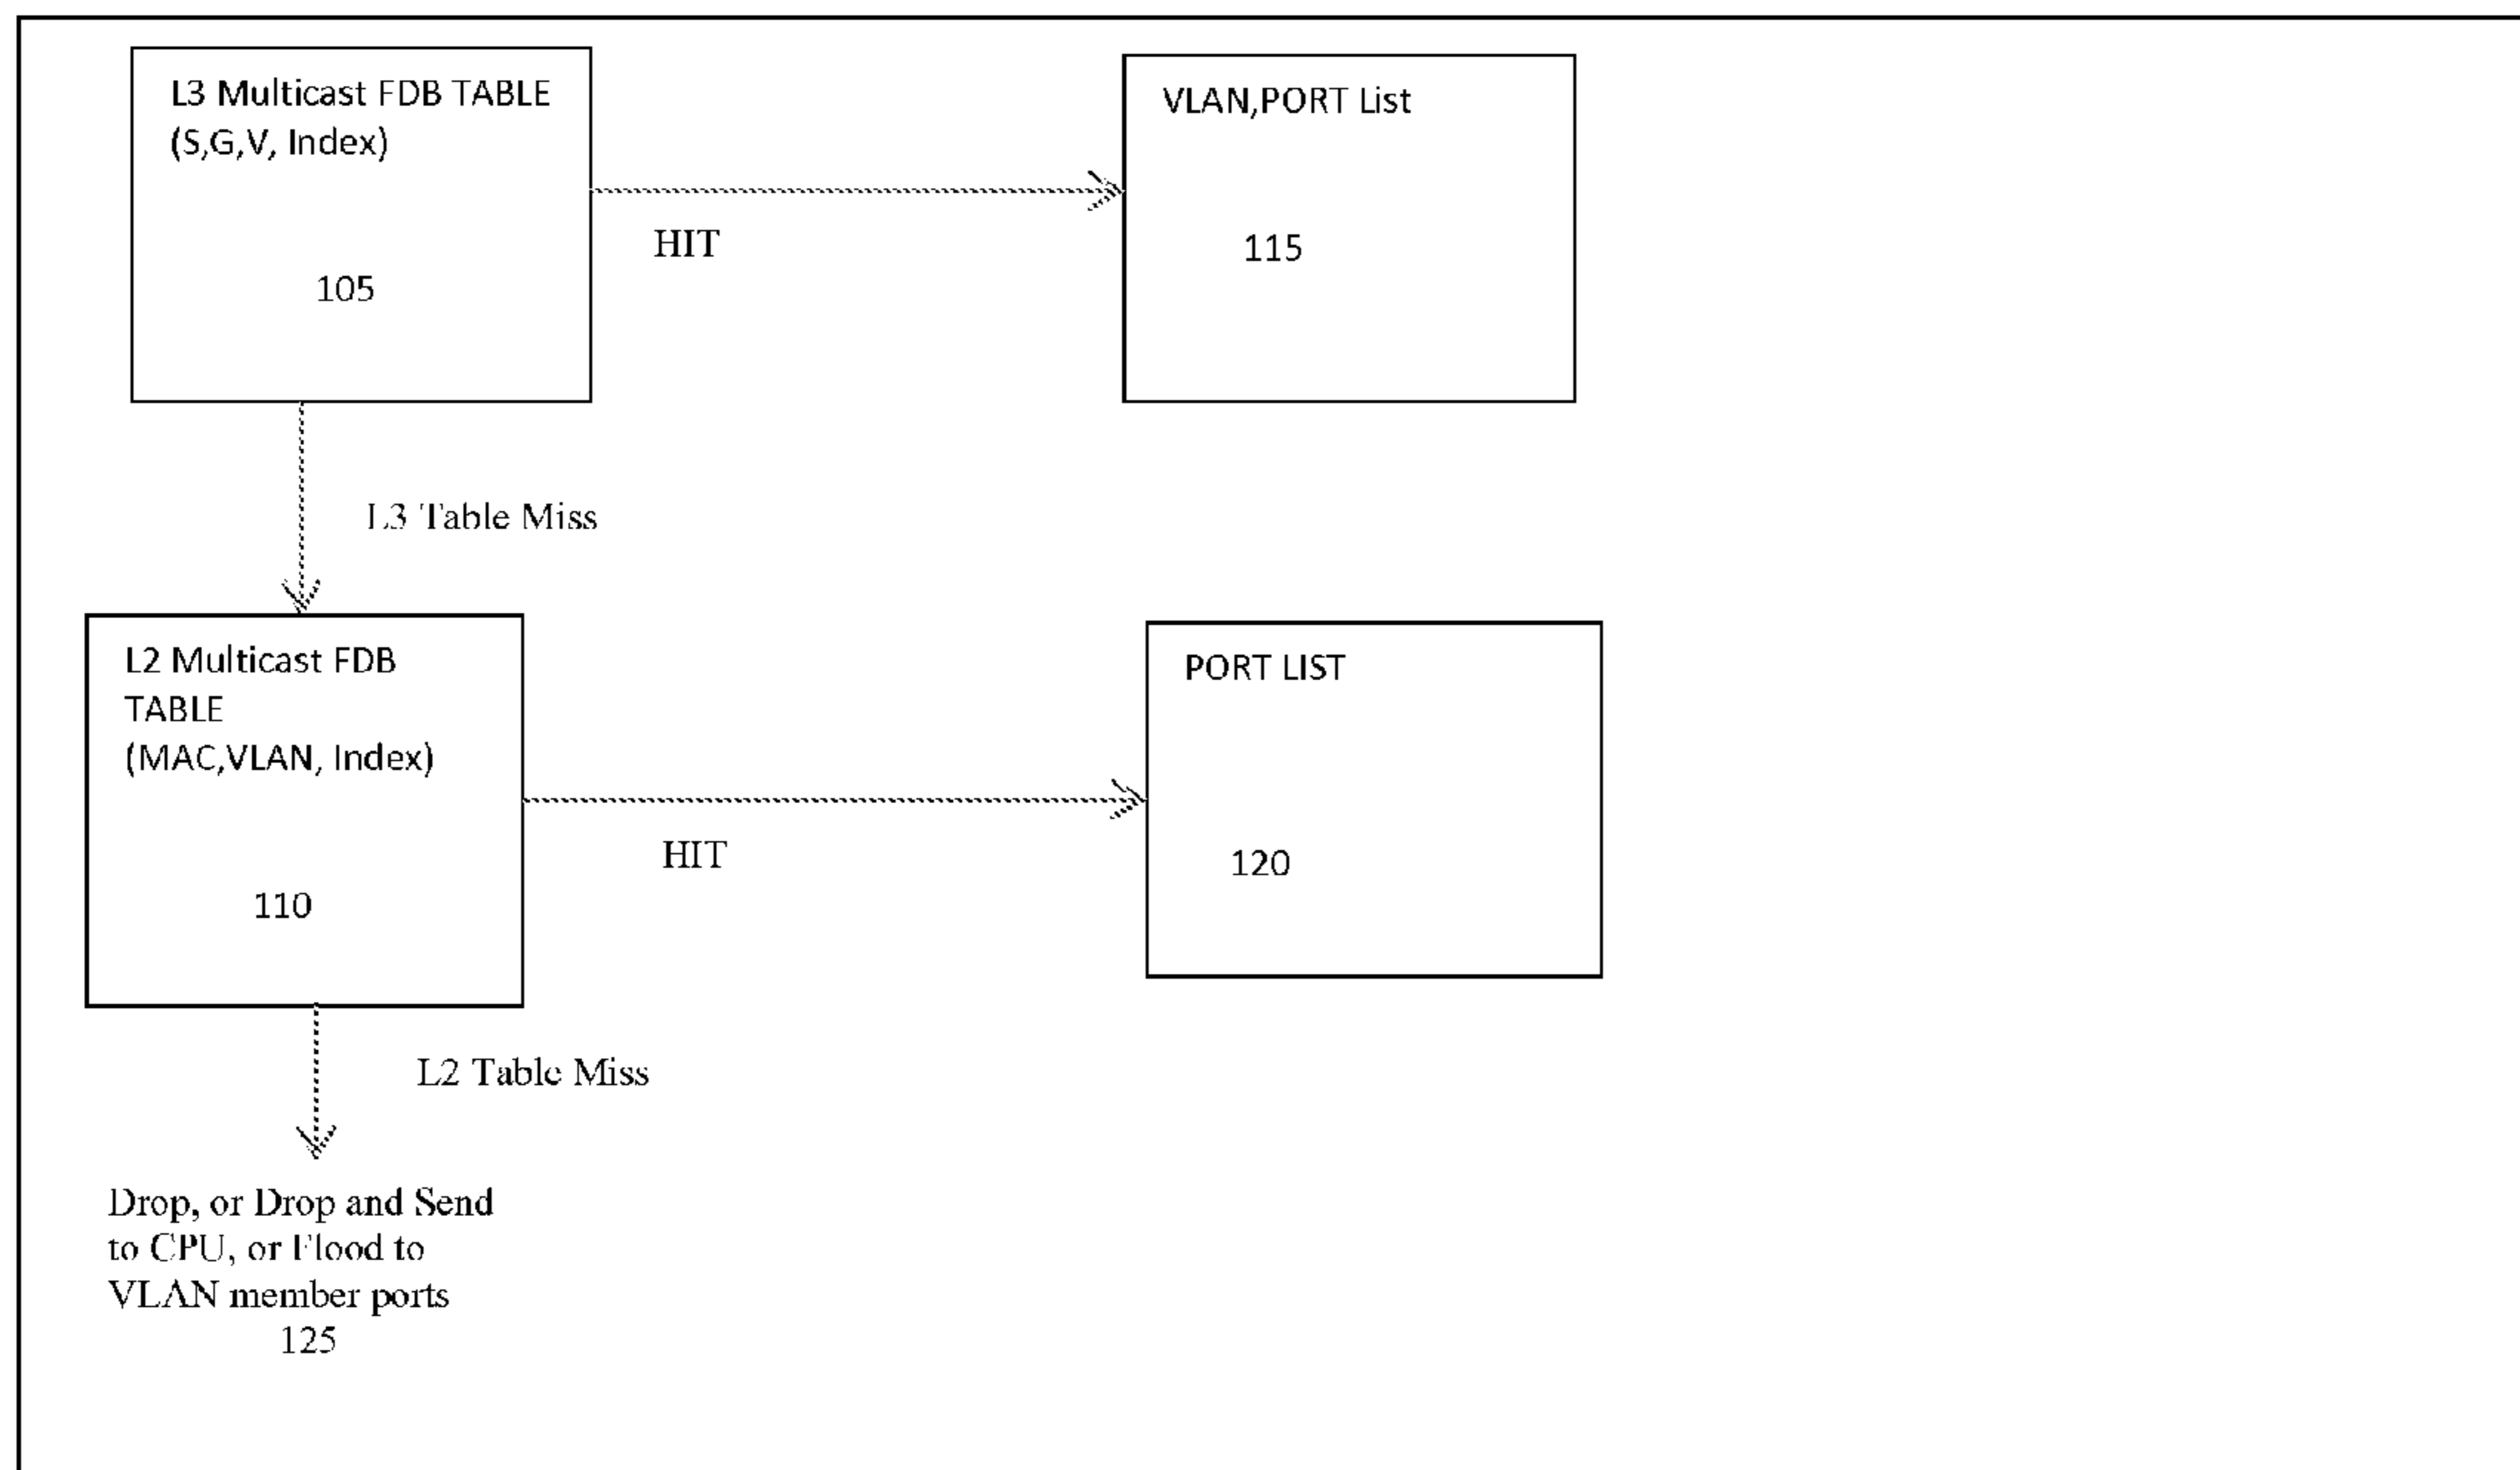 L3 Multicast FDB TABLE
(S,G,V, Index)
105
HIT
VLAN,PORT List
115
L3 Table Miss
L2 Multicast FDB
TABLE
(MAC,VLAN, Index)
110
HIT
PORT LIST
120
L2 Table Miss
Drop, or Drop and Send
to CPU, or Flood to
VLAN member ports
125